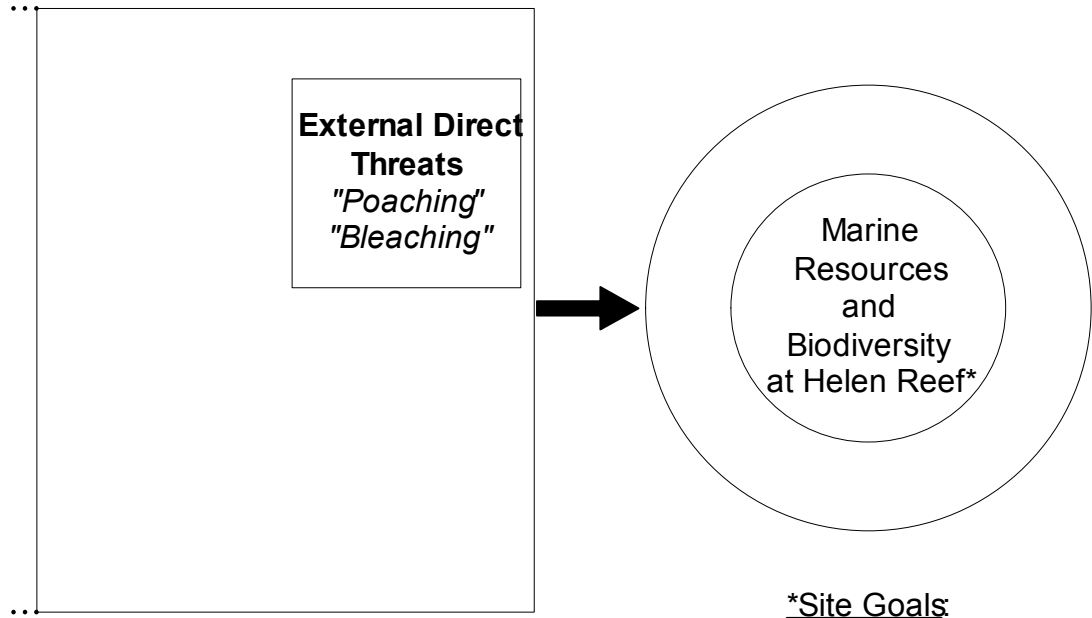 External Direct
Threats
"Poaching"
"Bleaching"
Marine
Resources
and
Biodiversity
at Helen Reef*
*Site Goals: